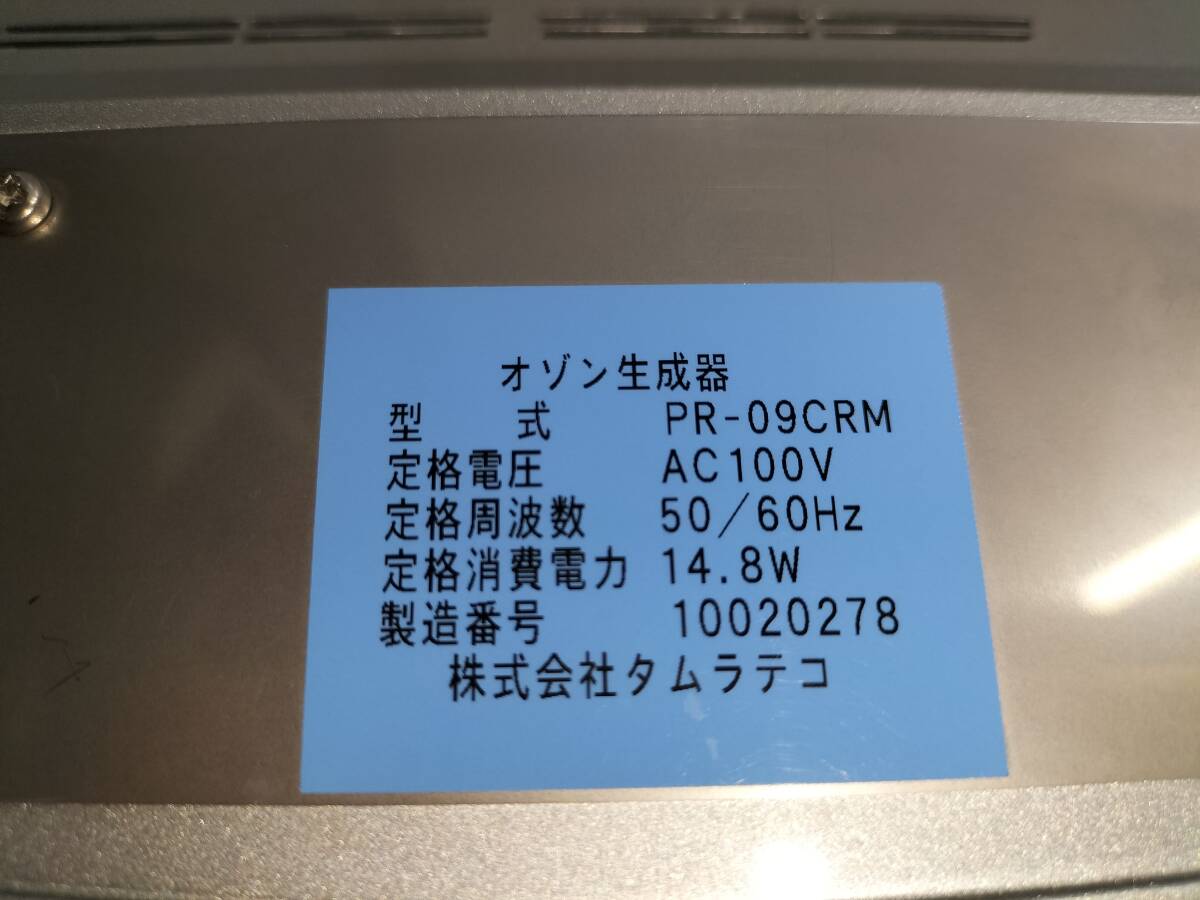 オゾン生成器
型　　式　PR-09CRM
定格電圧　AC100V
定格周波数　50/60Hz
定格消費電力　14.8W
製造番号　10020278
株式会社タムラテコ